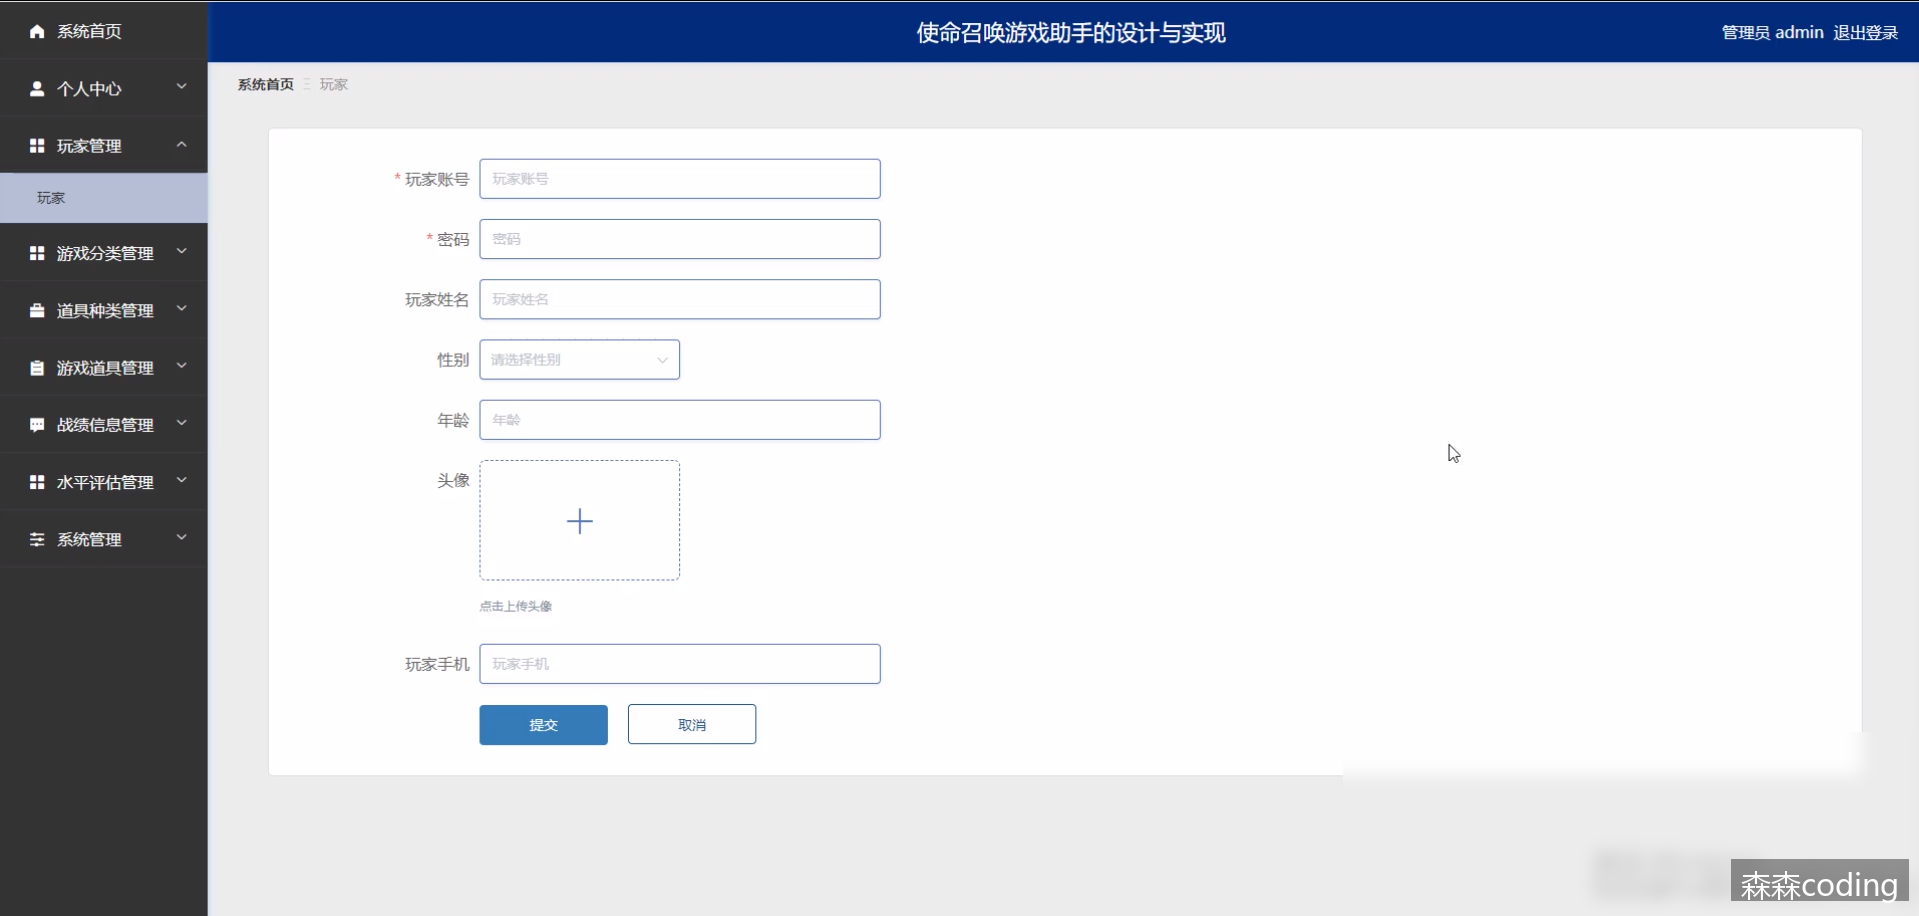 系统首页
个人中心
玩家管理
玩家
游戏分类管理
道具种类管理
游戏道具管理
战绩信息管理
水平评估管理
系统管理
使命召唤游戏助手的设计与实现
管理员 admin 退出登录
系统首页 玩家
* 玩家账号 玩家账号
* 密码 密码
玩家姓名 玩家姓名
性别 请选择性别
年龄 年龄
头像
点击上传头像
玩家手机 玩家手机
提交 取消
森森coding